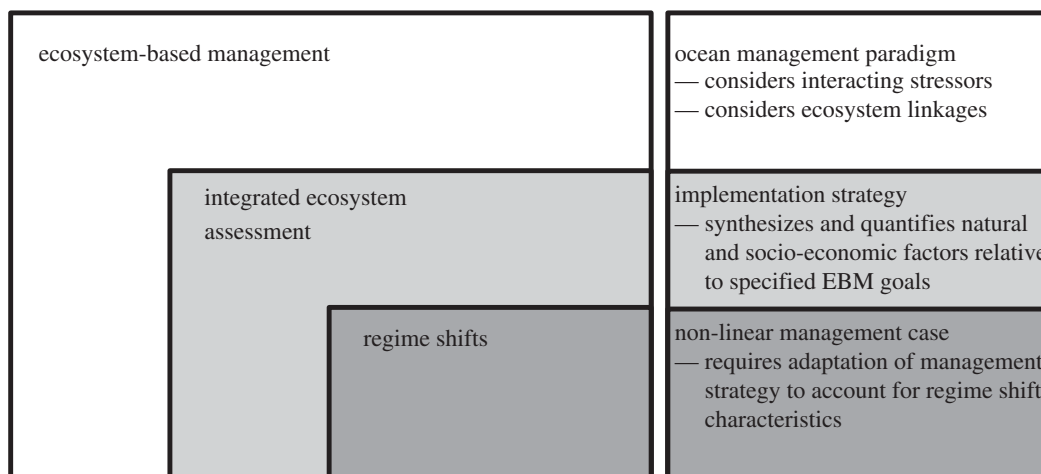 ecosystem-based management
ocean management paradigm
— considers interacting stressors
— considers ecosystem linkages
integrated ecosystem
assessment
implementation strategy
— synthesizes and quantifies natural
and socio-economic factors relative
to specified EBM goals
regime shifts
non-linear management case
— requires adaptation of management
strategy to account for regime shift
characteristics